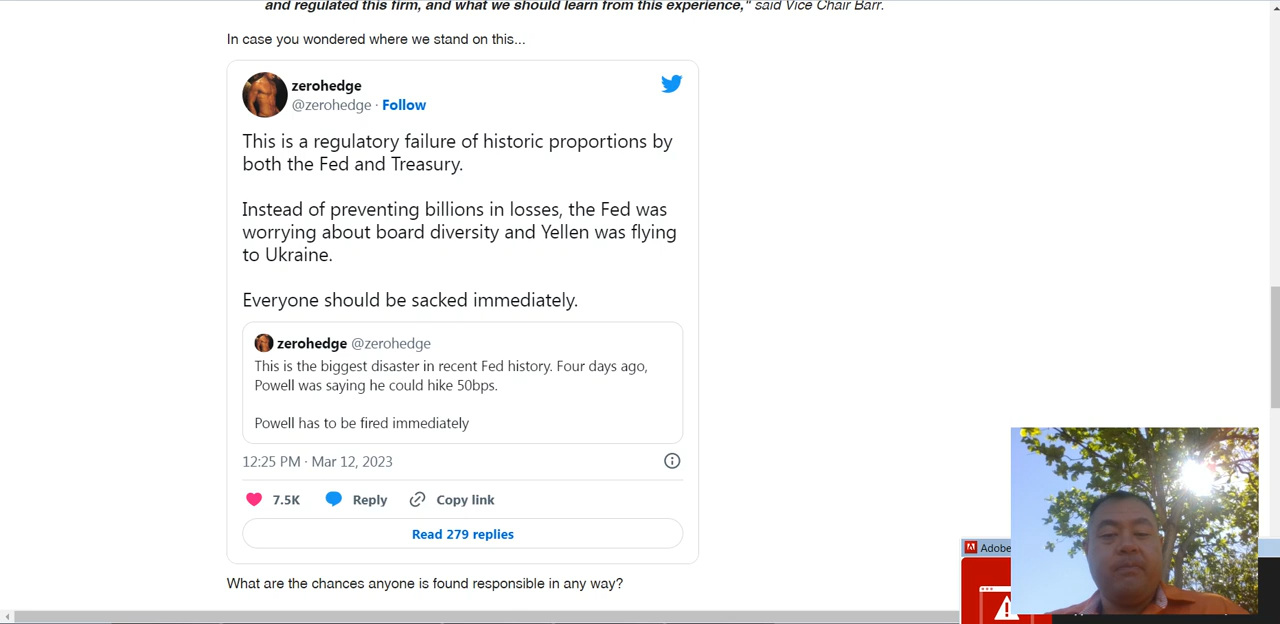 and regulated this firm, and what we should learn from this experience," said Vice Chair Barr.
In case you wondered where we stand on this...
zerohedge
@zerohedge · Follow
This is a regulatory failure of historic proportions by
both the Fed and Treasury.
Instead of preventing billions in losses, the Fed was
worrying about board diversity and Yellen was flying
to Ukraine.
Everyone should be sacked immediately.
zerohedge @zerohedge
This is the biggest disaster in recent Fed history. Four days ago,
Powell was saying he could hike 50bps.
Powell has to be fired immediately
12:25 PM · Mar 12, 2023
7.5K Reply Copy link
Read 279 replies
Adobe
What are the chances anyone is found responsible in any way?